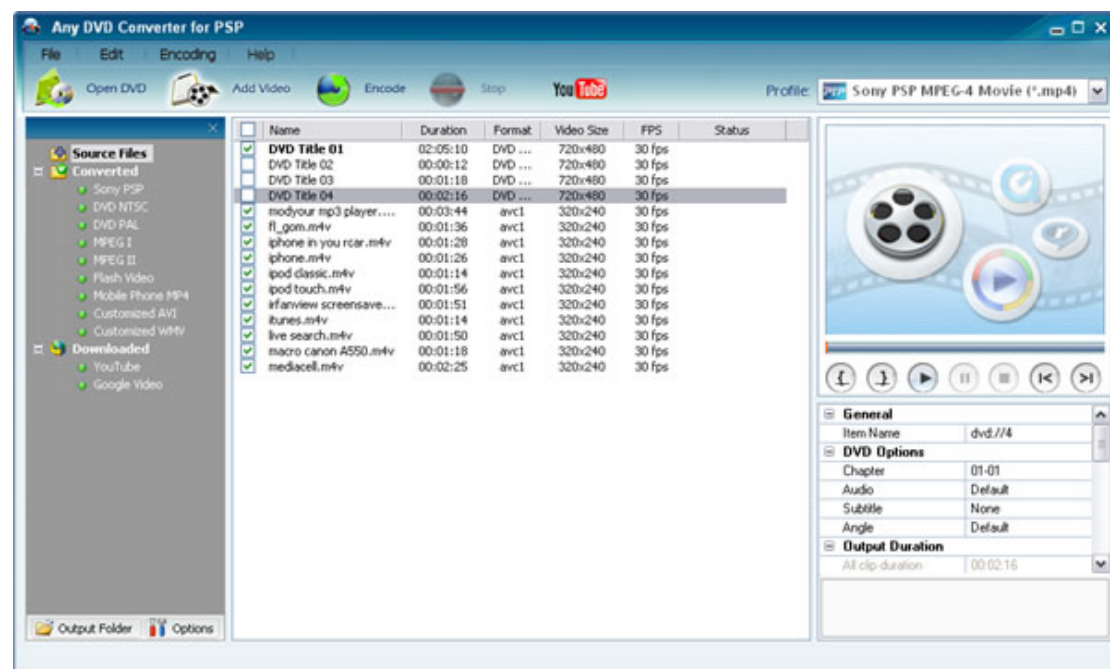 Any DVD Converter for PSP
File Edit Encoding Help
Open DVD Add Video Encode Stop You Tube Profile: PSP Sony PSP MPEG-4 Movie (*.mp4)
Source Files
Converted
Sony PSP
DVD NTSC
DVD PAL
MPEG I
MPEG II
Flash Video
Mobile Phone MP4
Customized AVI
Customized WMV
Downloaded
YouTube
Google Video
Output Folder Options
Name Duration Format Video Size FPS Status
DVD Title 01 02:05:10 DVD ... 720x480 30 fps
DVD Title 02 00:00:12 DVD ... 720x480 30 fps
DVD Title 03 00:01:18 DVD ... 720x480 30 fps
DVD Title 04 00:02:16 DVD ... 720x480 30 fps
modyour mp3 player.... 00:03:44 avc1 320x240 30 fps
fl_gom.m4v 00:01:36 avc1 320x240 30 fps
iphone in you rcar.m4v 00:01:28 avc1 320x240 30 fps
iphone.m4v 00:01:26 avc1 320x240 30 fps
ipod classic.m4v 00:01:14 avc1 320x240 30 fps
ipod touch.m4v 00:01:56 avc1 320x240 30 fps
irfanview screensave... 00:01:51 avc1 320x240 30 fps
itunes.m4v 00:01:14 avc1 320x240 30 fps
live search.m4v 00:01:50 avc1 320x240 30 fps
macro canon A550.m4v 00:01:18 avc1 320x240 30 fps
mediacell.m4v 00:02:25 avc1 320x240 30 fps
General
Item Name dvd://4
DVD Options
Chapter 01-01
Audio Default
Subtitle None
Angle Default
Output Duration
All clip duration 00:02:16